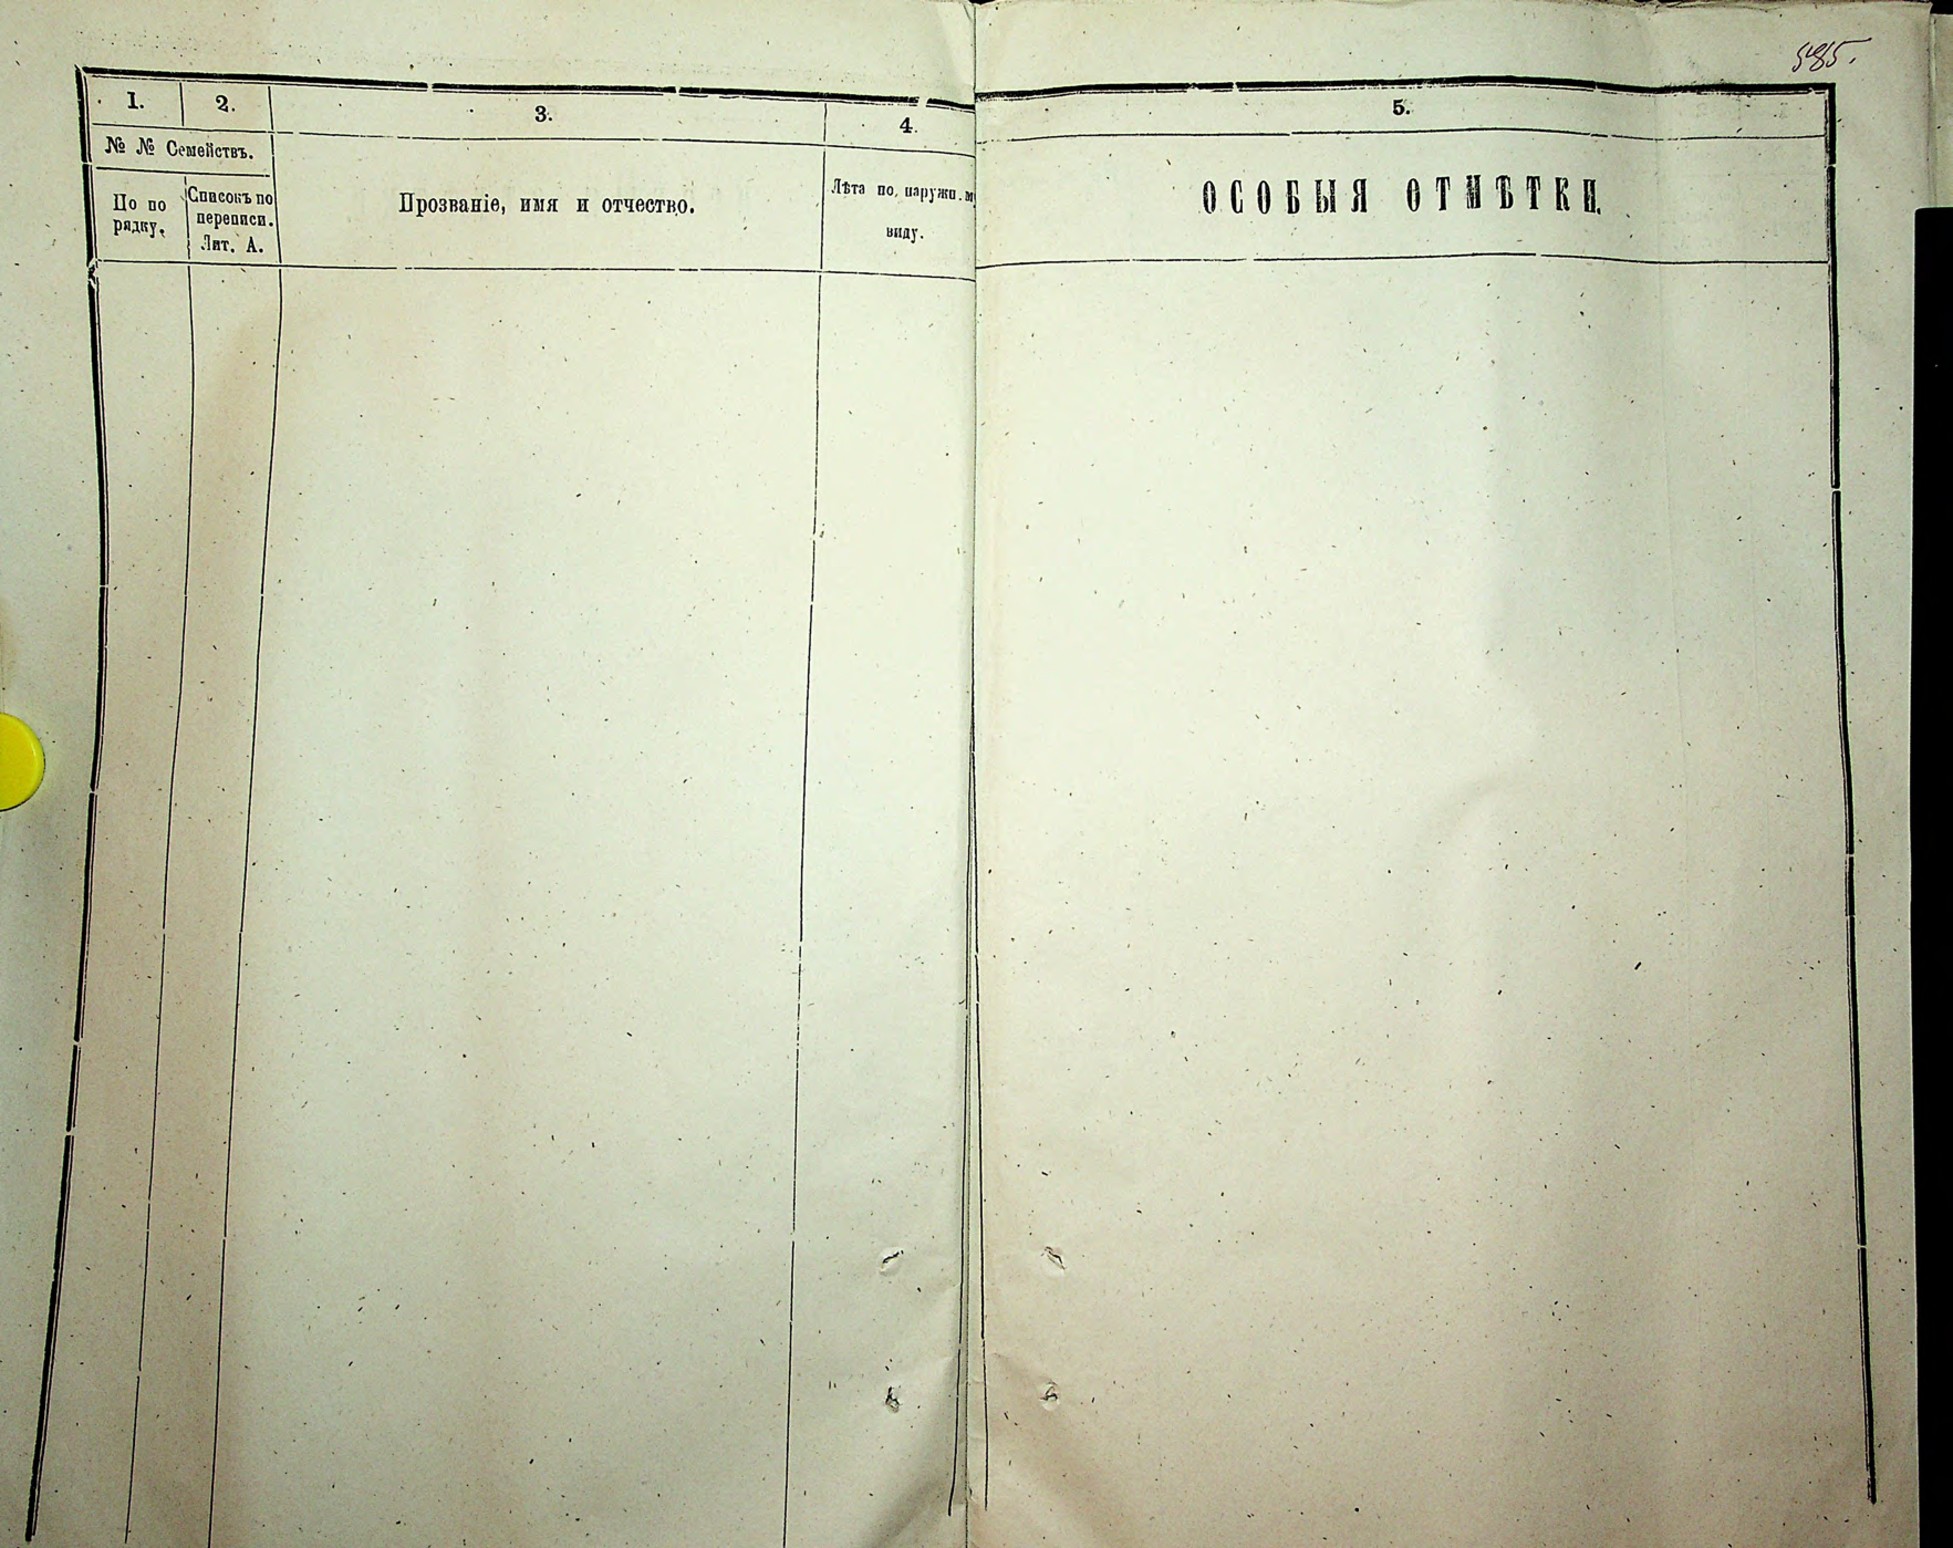 585.
1. 2. 3. 4. 5.
№ № Семействъ.
По по
рядку.
Списокъ по
переписи.
Лит. А.
Прозваніе, имя и отчество.
Лѣта по наружн.
виду.
ОСОБЫЯ ОТМѢТКИ.